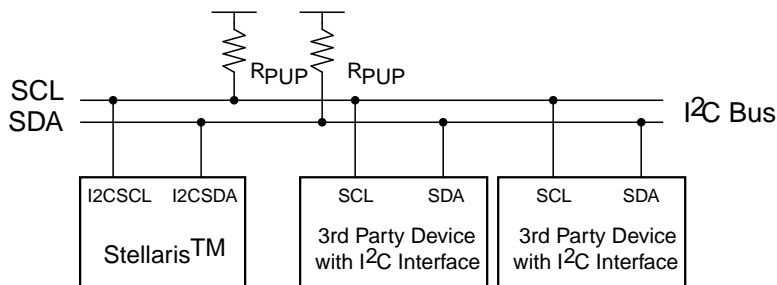 RPUP RPUP
SCL
SDA
I2C Bus
I2CSCL I2CSDA SCL SDA SCL SDA
Stellaris™
3rd Party Device
with I2C Interface
3rd Party Device
with I2C Interface